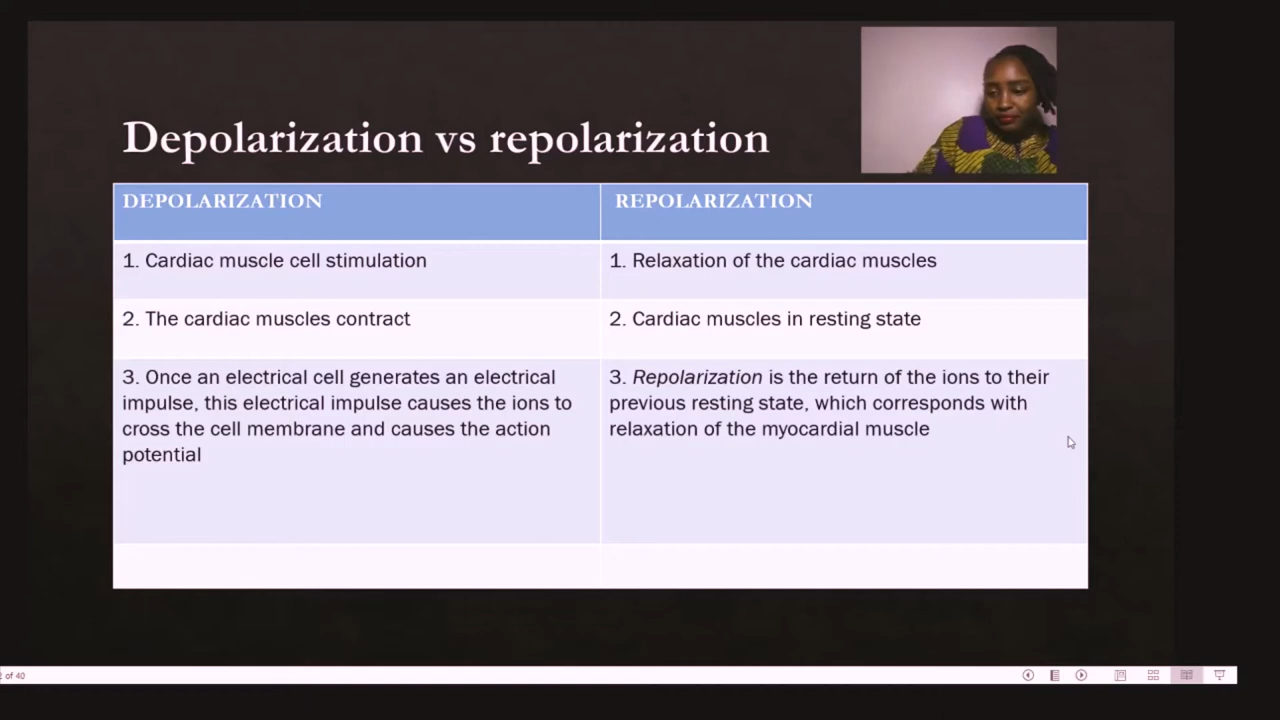 Depolarization vs repolarization
DEPOLARIZATION
REPOLARIZATION
1. Cardiac muscle cell stimulation
1. Relaxation of the cardiac muscles
2. The cardiac muscles contract
2. Cardiac muscles in resting state
3. Once an electrical cell generates an electrical
impulse, this electrical impulse causes the ions to
cross the cell membrane and causes the action
potential
3. Repolarization is the return of the ions to their
previous resting state, which corresponds with
relaxation of the myocardial muscle
of 40